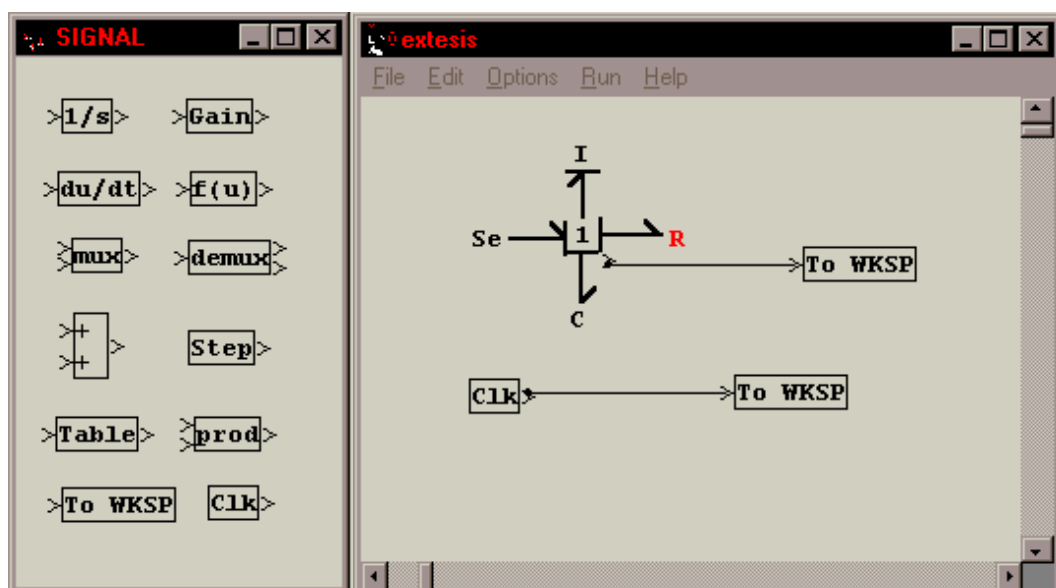 SIGNAL
1/s
Gain
du/dt
f(u)
mux
demux
+
+
Step
Table
prod
To WKSP
Clk
extesis
File Edit Options Run Help
I
Se 1 R
To WKSP
C
Clk
To WKSP